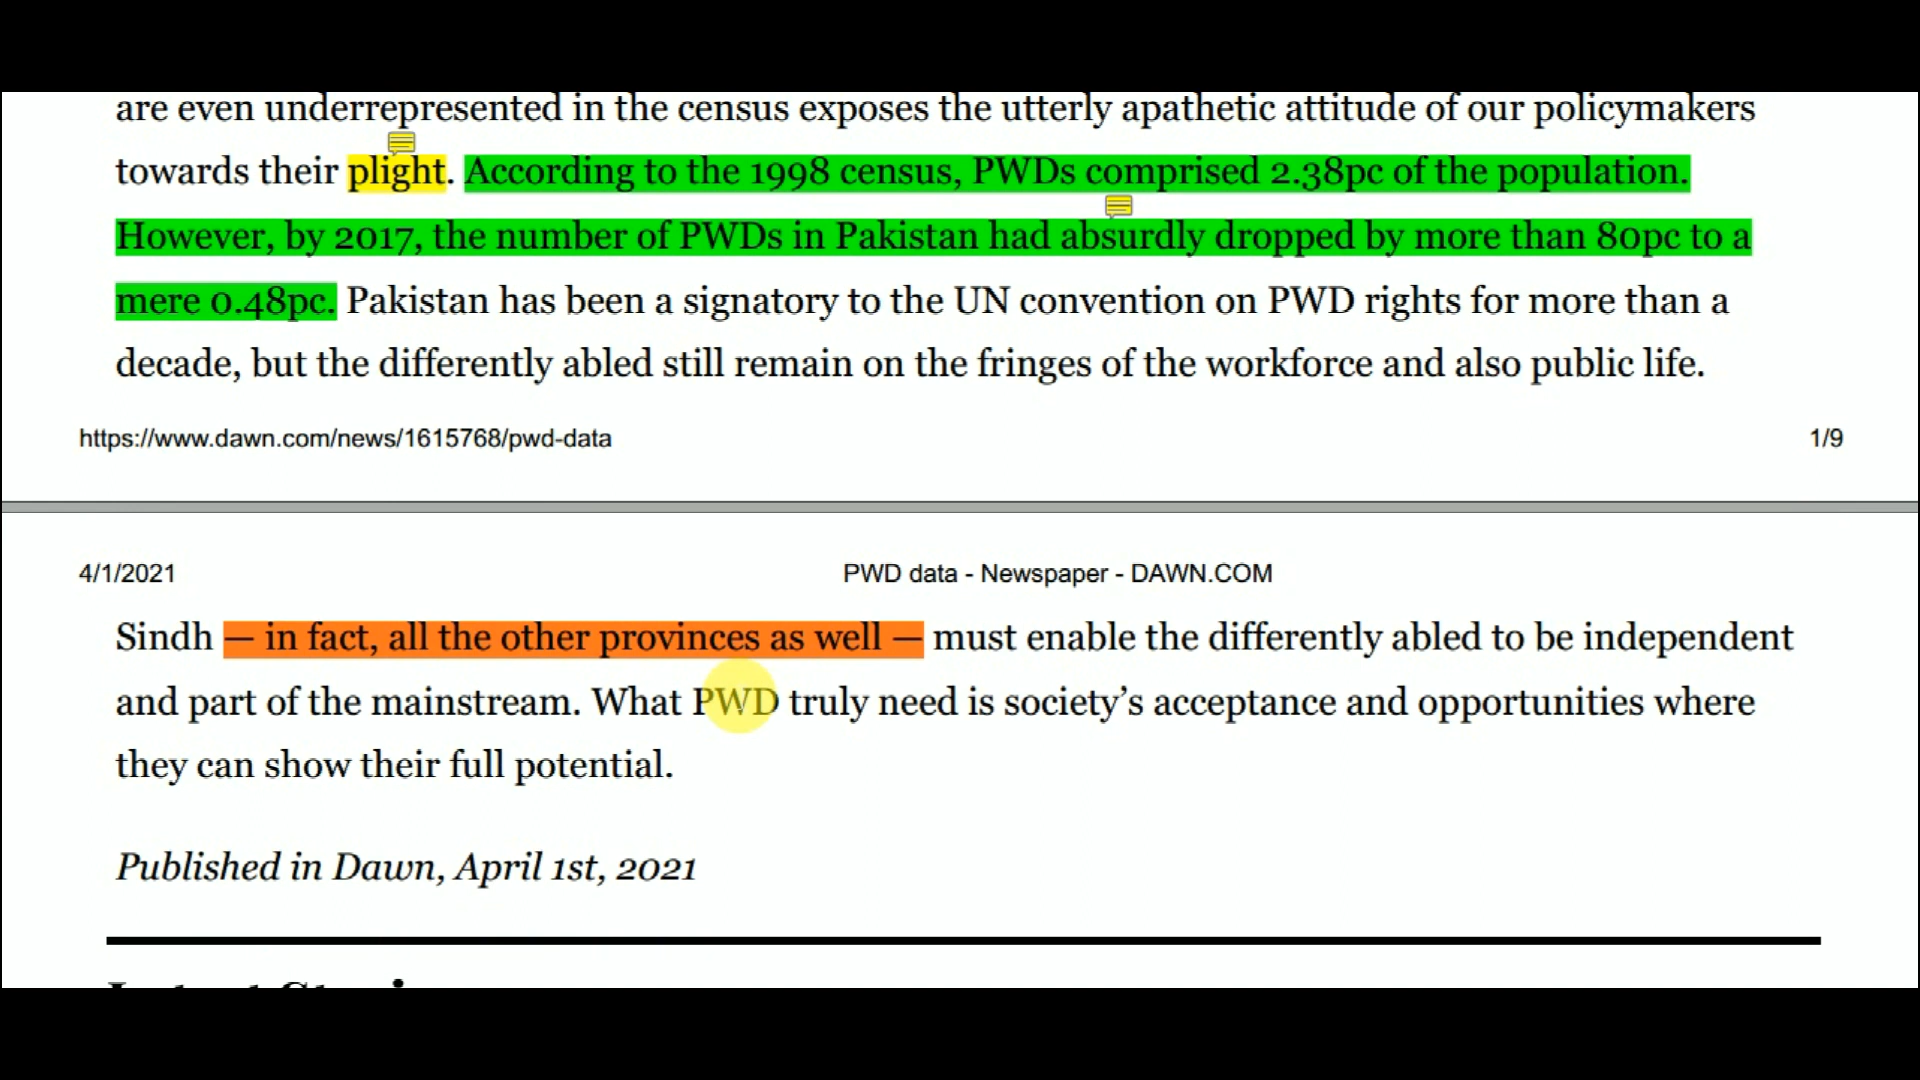 are even underrepresented in the census exposes the utterly apathetic attitude of our policymakers
towards their plight. According to the 1998 census, PWDs comprised 2.38pc of the population.
However, by 2017, the number of PWDs in Pakistan had absurdly dropped by more than 80pc to a
mere 0.48pc. Pakistan has been a signatory to the UN convention on PWD rights for more than a
decade, but the differently abled still remain on the fringes of the workforce and also public life.
https://www.dawn.com/news/1615768/pwd-data 1/9
4/1/2021 PWD data - Newspaper - DAWN.COM
Sindh — in fact, all the other provinces as well — must enable the differently abled to be independent
and part of the mainstream. What PWD truly need is society’s acceptance and opportunities where
they can show their full potential.
Published in Dawn, April 1st, 2021